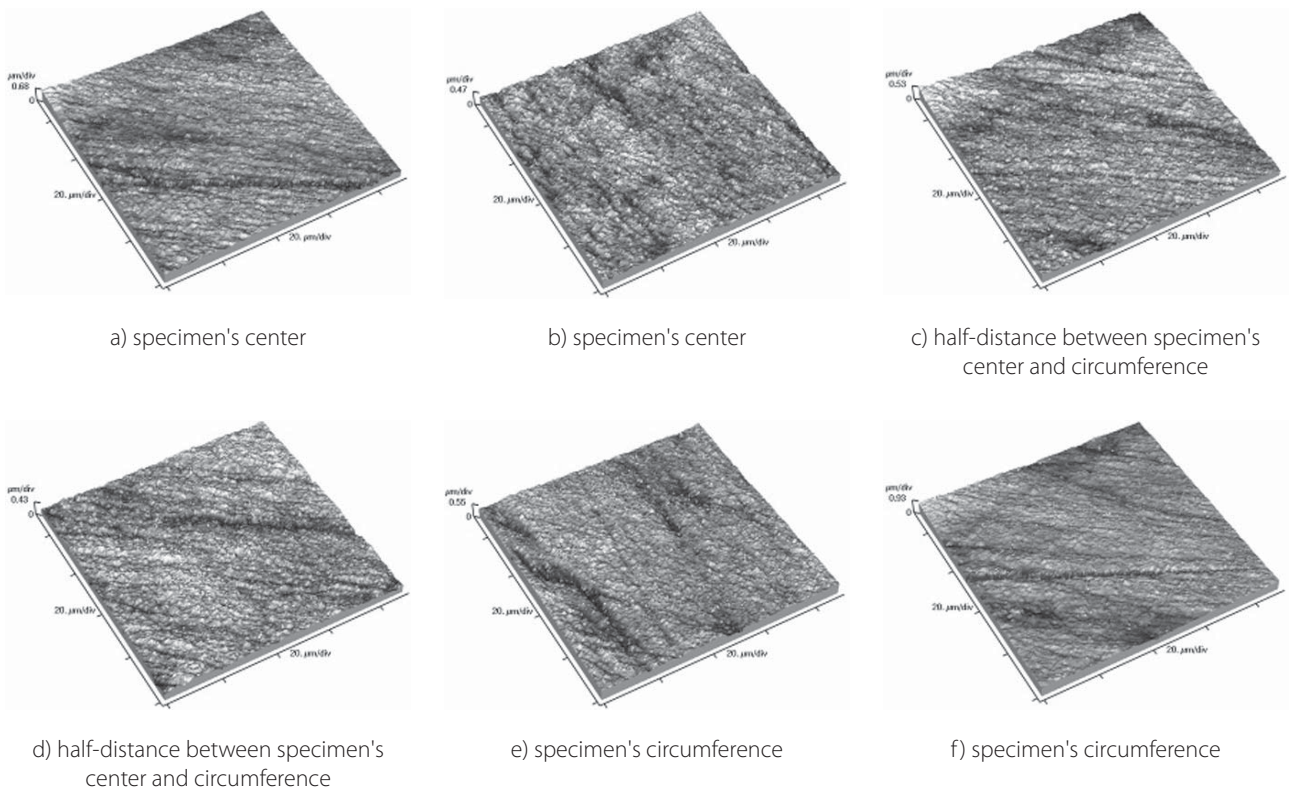 µm/div
0.68
0
20. µm/div
20. µm/div
µm/div
0.47
0
20. µm/div
20. µm/div
µm/div
0.53
0
20. µm/div
20. µm/div
a) specimen's center
b) specimen's center
c) half-distance between specimen's
center and circumference
µm/div
0.43
0
20. µm/div
20. µm/div
µm/div
0.55
0
20. µm/div
20. µm/div
µm/div
0.93
0
20. µm/div
20. µm/div
d) half-distance between specimen's
center and circumference
e) specimen's circumference
f) specimen's circumference